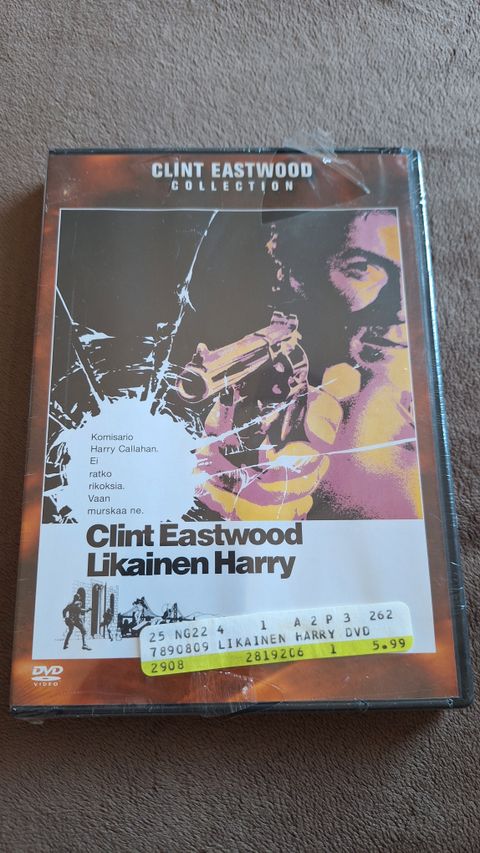 CLINT EASTWOOD
COLLECTION
Komisario
Harry Callahan.
Ei
ratko
rikoksia.
Vaan
murskaa ne.
Clint Eastwood
Likainen Harry
25 NG22 4 1 A 2 P 3 262
7890809 LIKAINEN HARRY DVD
2908 2819206 1 5.99
DVD
VIDEO